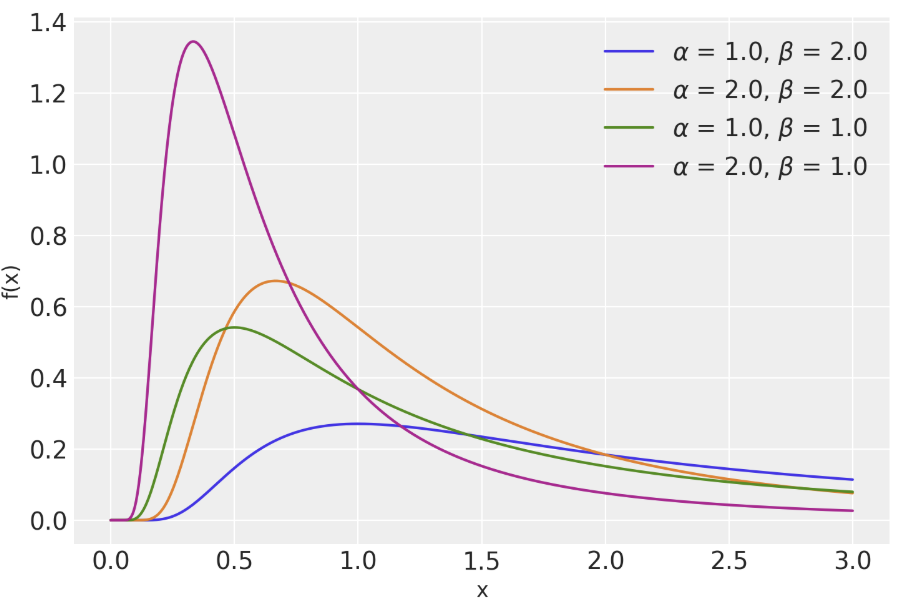 1.4
1.2
1.0
0.8
0.6
0.4
0.2
0.0
f(x)
α = 1.0, β = 2.0
α = 2.0, β = 2.0
α = 1.0, β = 1.0
α = 2.0, β = 1.0
0.0 0.5 1.0 1.5 2.0 2.5 3.0
x